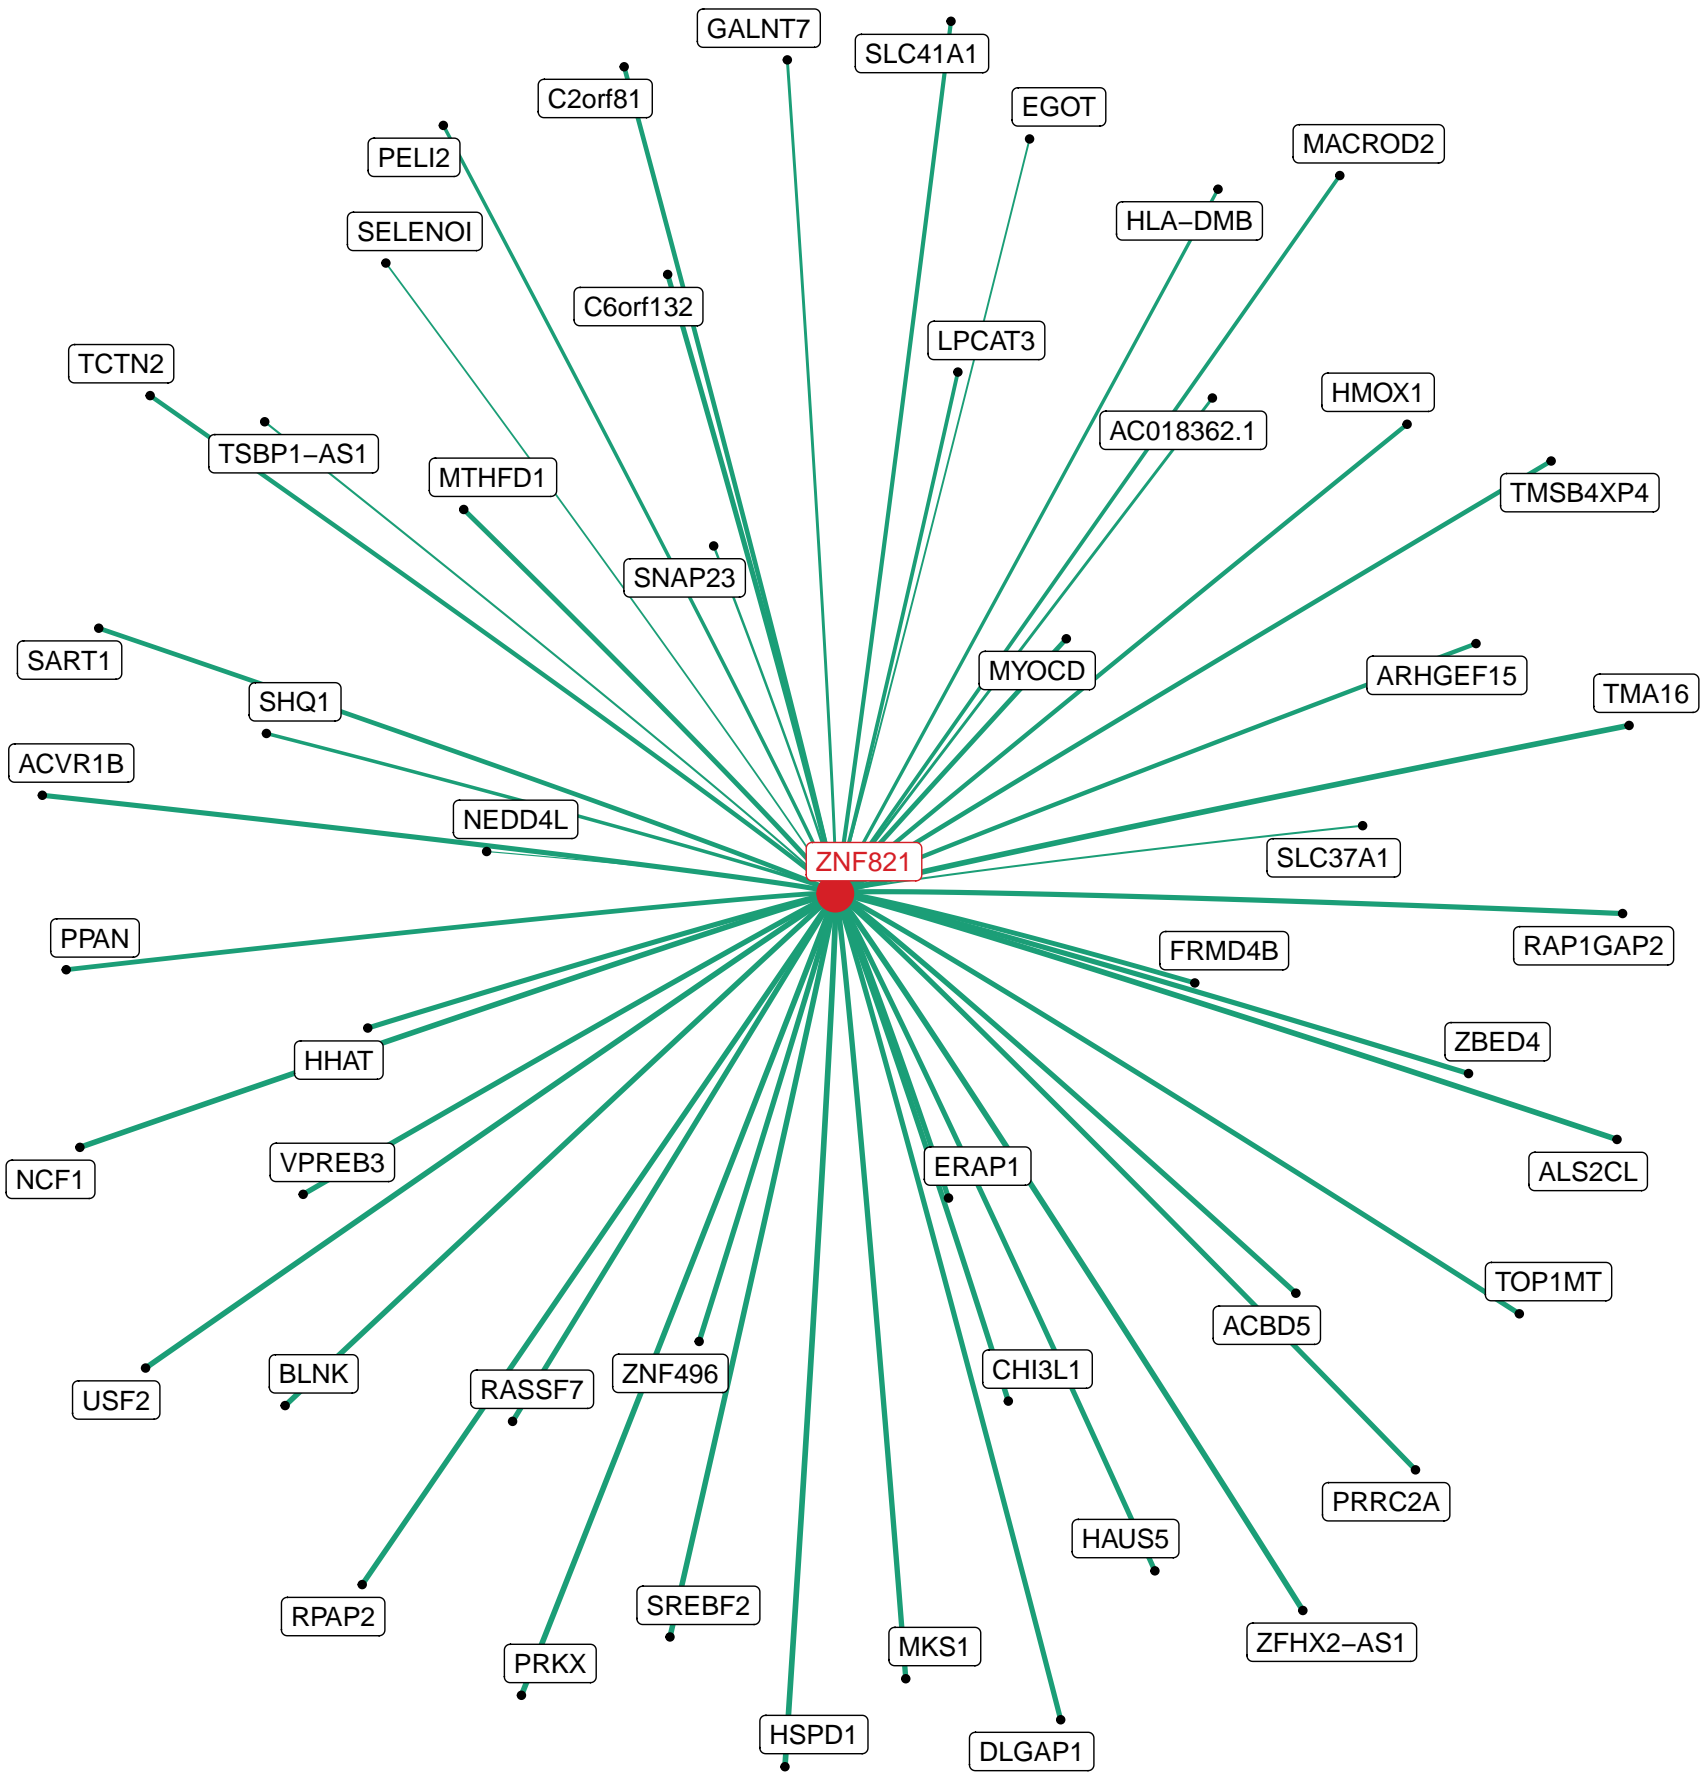 GALNT7
SLC41A1
C2orf81
EGOT
MACROD2
PELI2
HLA−DMB
SELENOI
C6orf132
LPCAT3
TCTN2
HMOX1
AC018362.1
TSBP1−AS1
MTHFD1
TMSB4XP4
SNAP23
SART1
MYOCD
ARHGEF15
TMA16
SHQ1
ACVR1B
NEDD4L
ZNF821
SLC37A1
PPAN
RAP1GAP2
FRMD4B
ZBED4
HHAT
VPREB3
ERAP1
ALS2CL
NCF1
TOP1MT
ACBD5
CHI3L1
BLNK
ZNF496
RASSF7
USF2
PRRC2A
HAUS5
SREBF2
RPAP2
ZFHX2−AS1
MKS1
PRKX
HSPD1
DLGAP1